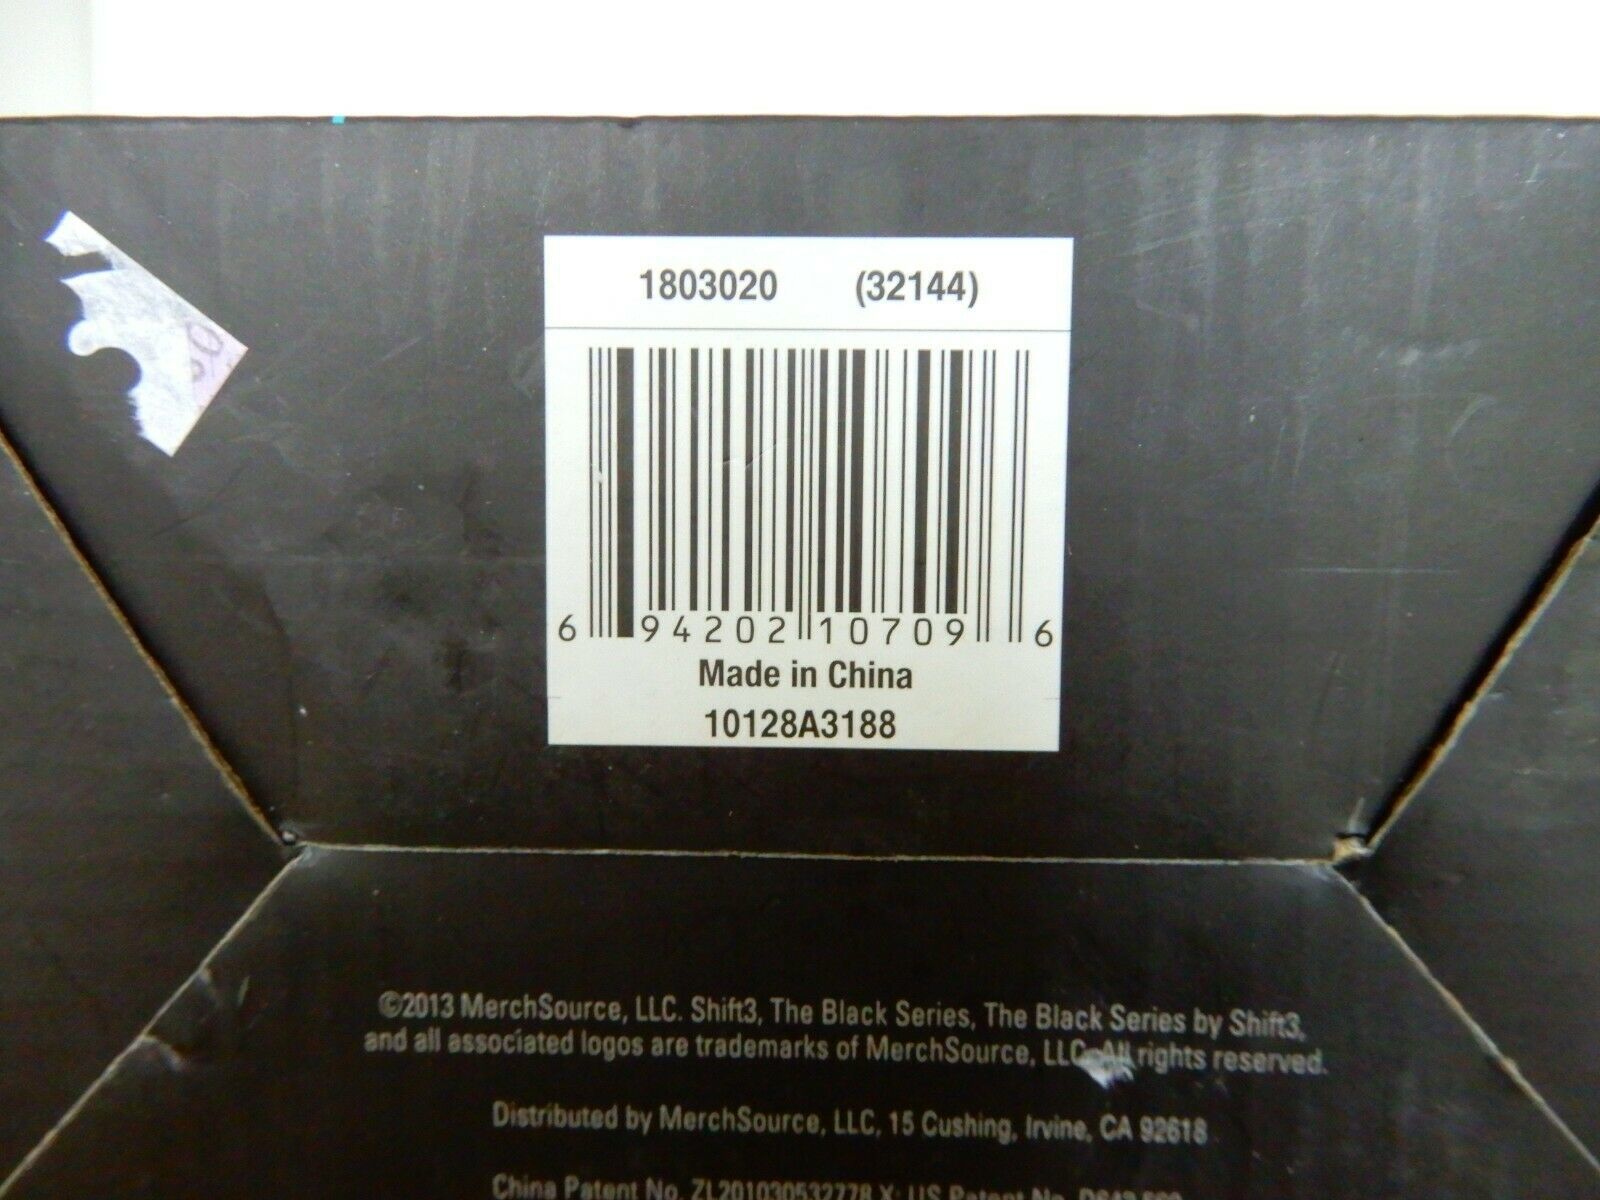 1803020 (32144)
6 94202 10709 6
Made in China
10128A3188
©2013 MerchSource, LLC. Shift3, The Black Series, The Black Series by Shift3,
and all associated logos are trademarks of MerchSource, LLC. All rights reserved.
Distributed by MerchSource, LLC, 15 Cushing, Irvine, CA 92618
China Patent No. ZL201030532778.X; US Patent No.